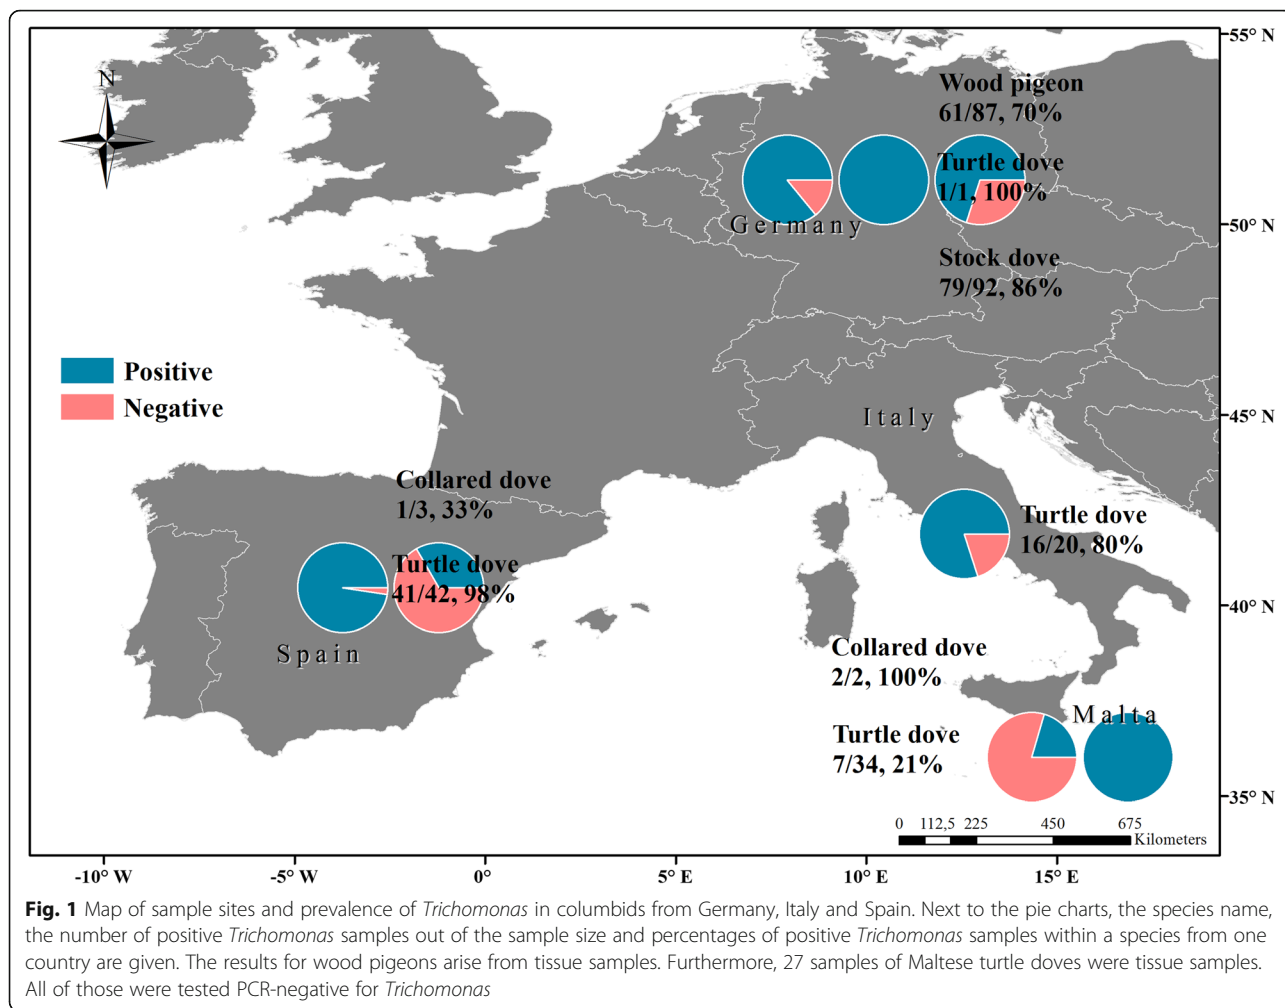 55° N
N
Wood pigeon
61/87, 70%
Turtle dove
1/1, 100%
Germany
50° N
Stock dove
79/92, 86%
Positive
Negative
Italy
45° N
Collared dove
1/3, 33%
Turtle dove
16/20, 80%
Turtle dove
41/42, 98%
40° N
Spain
Collared dove
2/2, 100%
Malta
Turtle dove
7/34, 21%
35° N
0 112,5 225 450 675
Kilometers
-10° W -5° W 0° 5° E 10° E 15° E
Fig. 1 Map of sample sites and prevalence of Trichomonas in columbids from Germany, Italy and Spain. Next to the pie charts, the species name,
the number of positive Trichomonas samples out of the sample size and percentages of positive Trichomonas samples within a species from one
country are given. The results for wood pigeons arise from tissue samples. Furthermore, 27 samples of Maltese turtle doves were tissue samples.
All of those were tested PCR-negative for Trichomonas